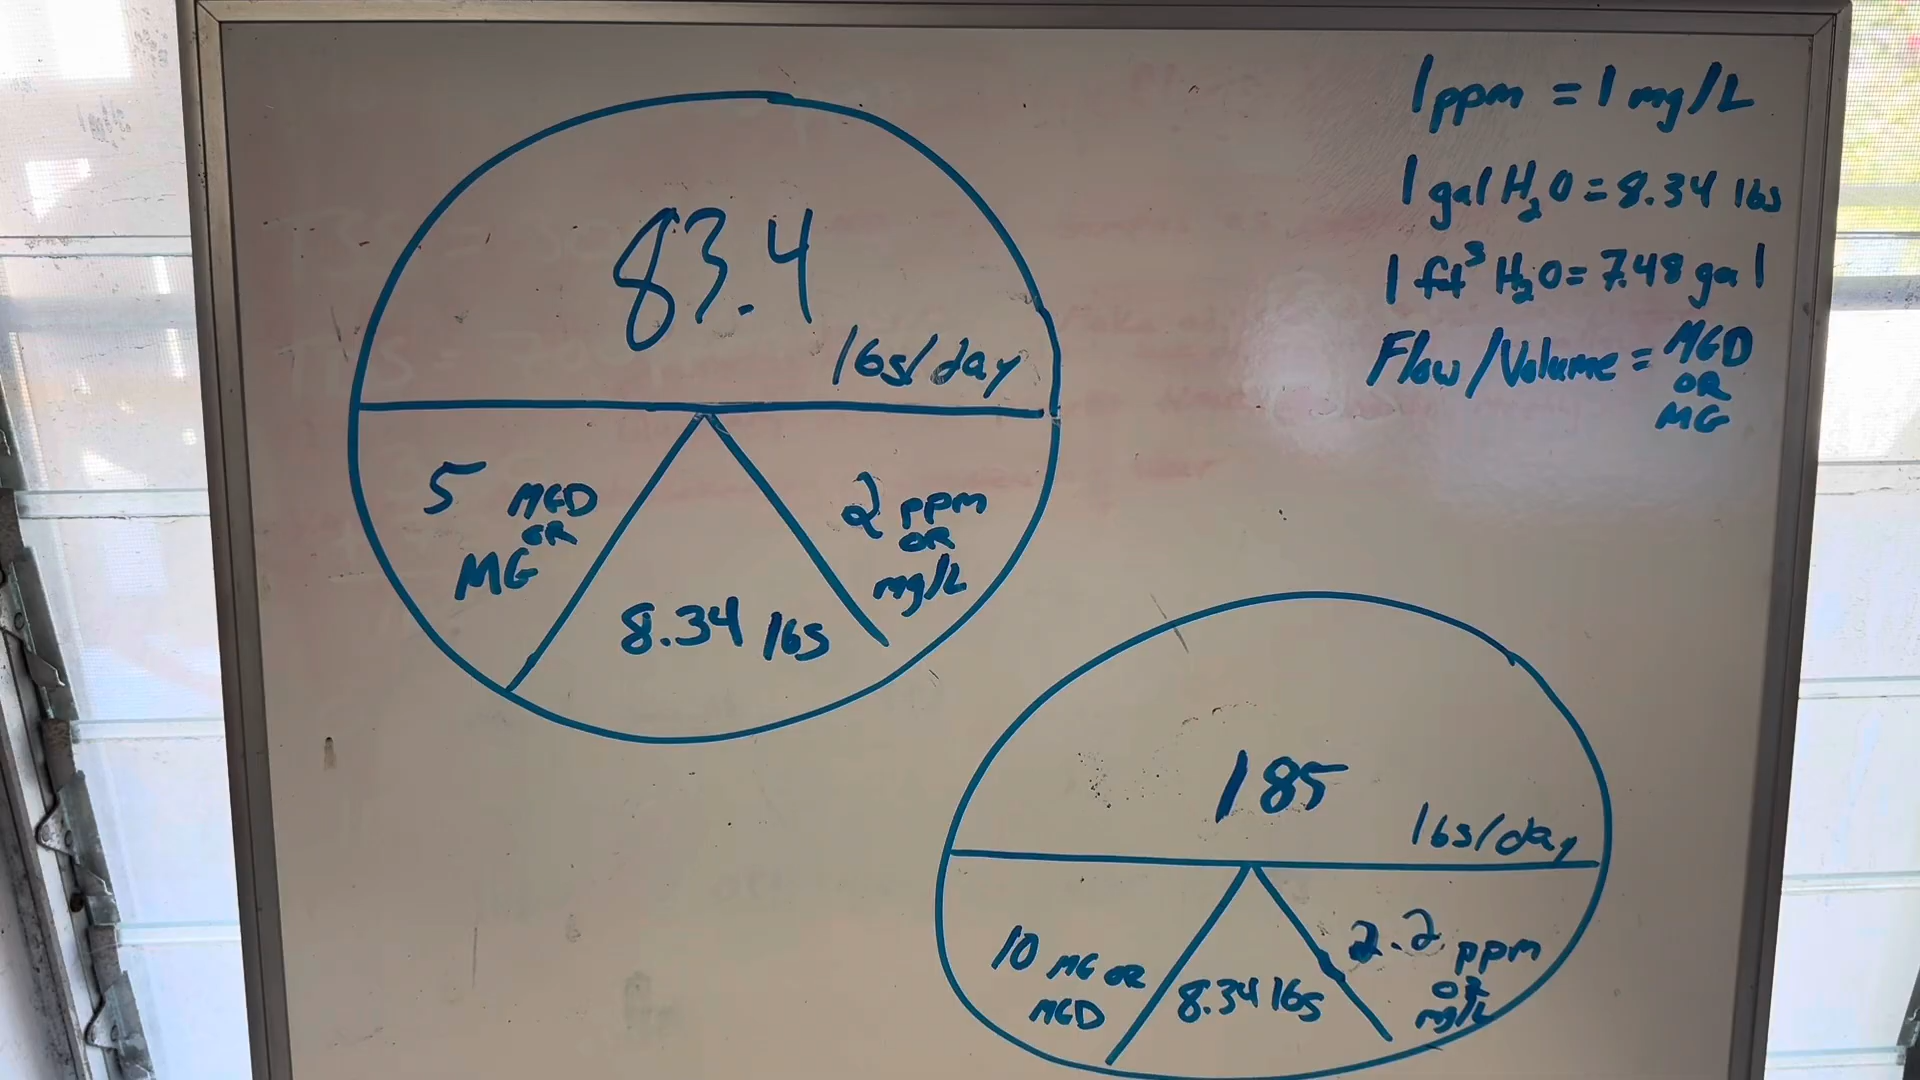 1 ppm = 1 mg/L
1 gal H₂O = 8.34 lbs
1 ft³ H₂O = 7.48 gal
Flow/Volume = MGD
OR
MG
83.4
lbs/day
5 MGD
OR
MG
8.34 lbs
2 ppm
OR
mg/L
185
lbs/day
10 MG OR
MGD
8.34 lbs
2.2 ppm
OR
mg/L